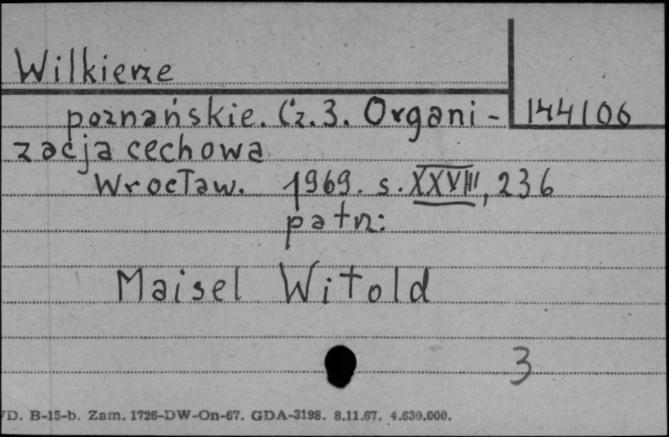 Wilkierze
poznańskie. Cz. 3. Organi - 144106
zacja cechowa
Wrocław. 1969. s. XXVIII, 236
patrz:
Maisel Witold
3
D. B-15-b. Zam. 1726-DW-On-67. GDA-3198. 8.11.67. 4.630.000.